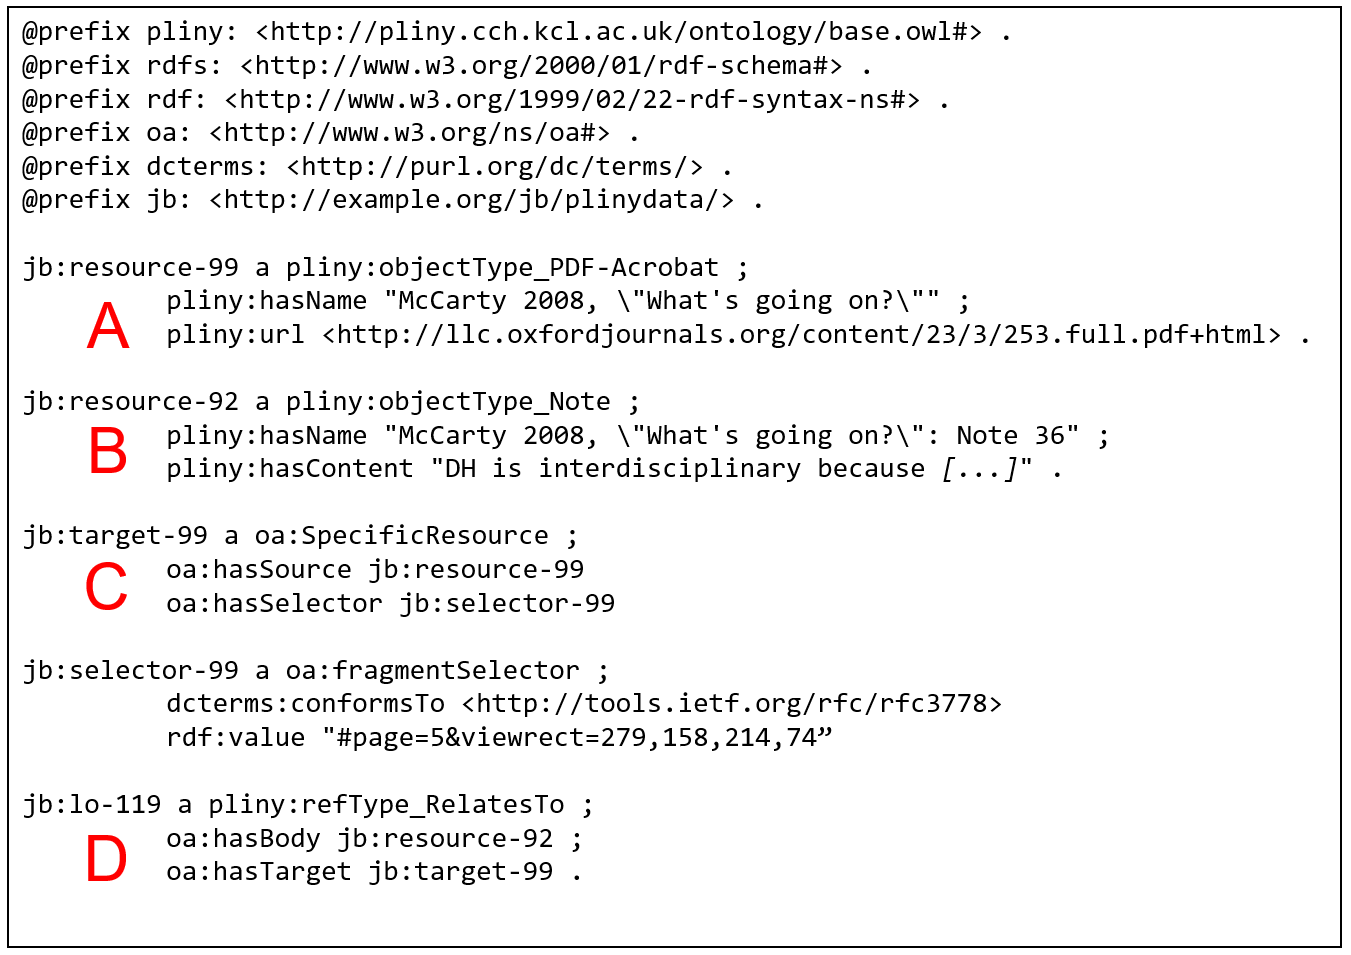 @prefix pliny: <http://pliny.cch.kcl.ac.uk/ontology/base.owl#> .
@prefix rdfs: <http://www.w3.org/2000/01/rdf-schema#> .
@prefix rdf: <http://www.w3.org/1999/02/22-rdf-syntax-ns#> .
@prefix oa: <http://www.w3.org/ns/oa#> .
@prefix dcterms: <http://purl.org/dc/terms/> .
@prefix jb: <http://example.org/jb/plinydata/> .
jb:resource-99 a pliny:objectType_PDF-Acrobat ;
pliny:hasName "McCarty 2008, \"What's going on?\"" ;
A
pliny:url <http://llc.oxfordjournals.org/content/23/3/253.full.pdf+html> .
jb:resource-92 a pliny:objectType_Note ;
pliny:hasName "McCarty 2008, \"What's going on?\": Note 36" ;
B
pliny:hasContent "DH is interdisciplinary because [...]" .
jb:target-99 a oa:SpecificResource ;
oa:hasSource jb:resource-99
C
oa:hasSelector jb:selector-99
jb:selector-99 a oa:fragmentSelector ;
dcterms:conformsTo <http://tools.ietf.org/rfc/rfc3778>
rdf:value "#page=5&viewrect=279,158,214,74”
jb:lo-119 a pliny:refType_RelatesTo ;
oa:hasBody jb:resource-92 ;
D
oa:hasTarget jb:target-99 .